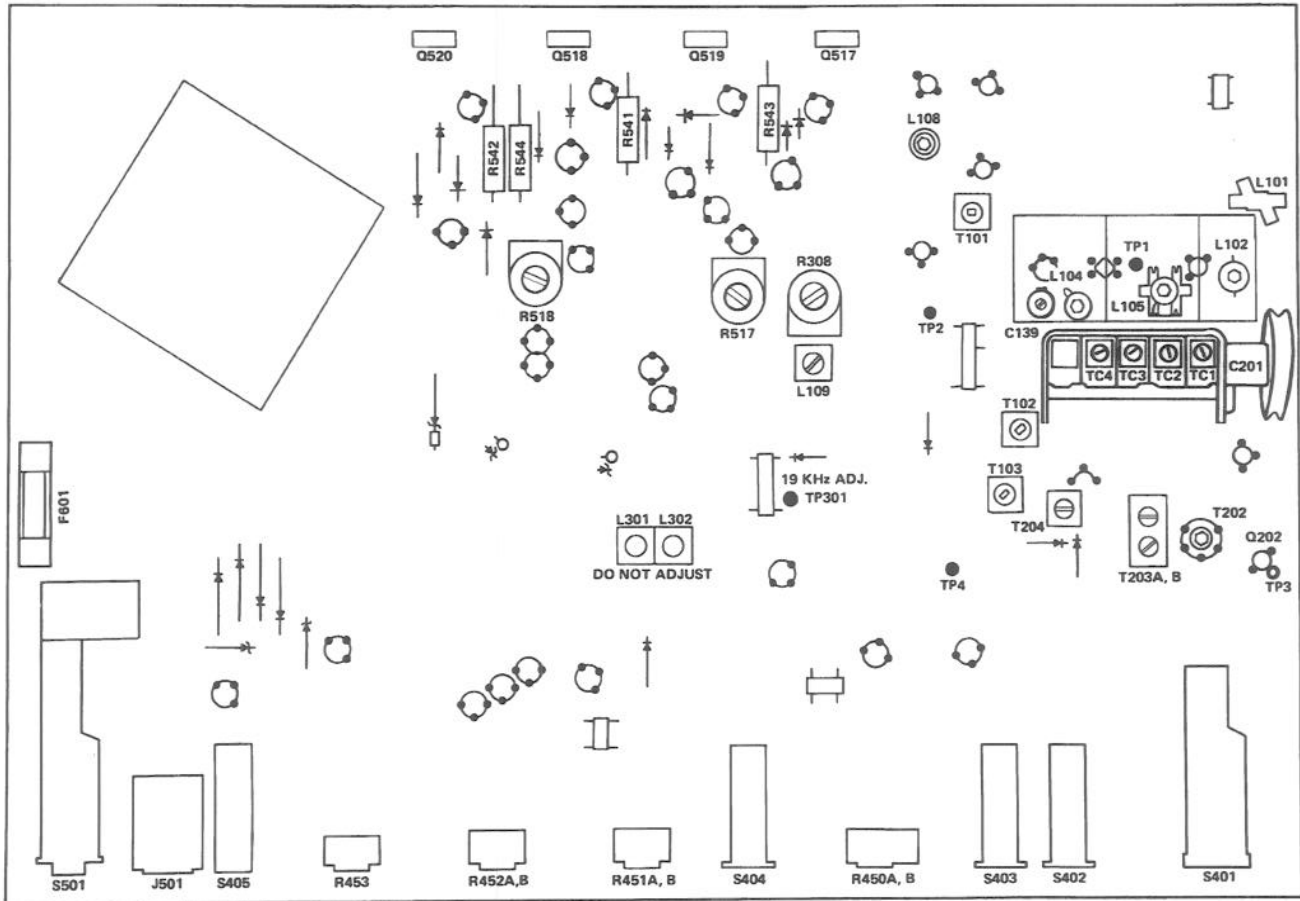 Q520
Q518
Q519
Q517
R542
R544
R541
R543
L108
L101
T101
TP1
L102
L104
R308
L105
R518
R517
TP2
C139
TC4
TC3
TC2
TC1
C201
L109
T102
19 KHz ADJ.
T103
TP301
F601
L301 L302
T204
T202
Q202
DO NOT ADJUST
TP4
T203A, B
TP3
S501
J501
S405
R453
R452A,B
R451A, B
S404
R450A, B
S403
S402
S401